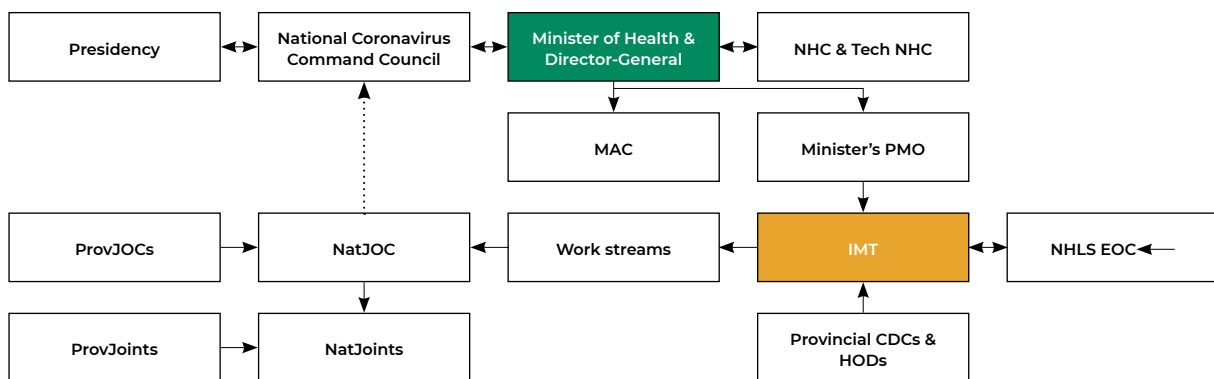 Presidency
National Coronavirus
Command Council
Minister of Health &
Director-General
NHC & Tech NHC
MAC
Minister’s PMO
ProvJOCs
NatJOC
Work streams
IMT
NHLS EOC
ProvJoints
NatJoints
Provincial CDCs &
HODs